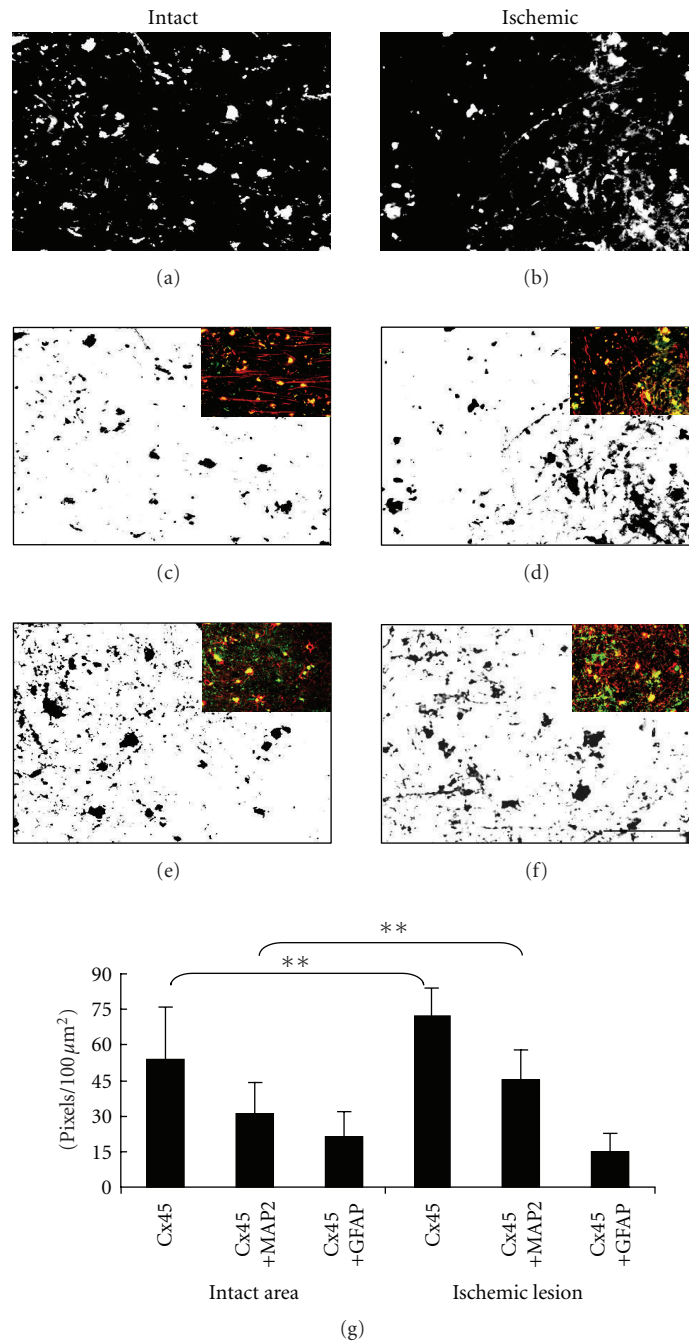 Intact
Ischemic
(a)
(b)
(c)
(d)
(e)
(f)
**
**
(Pixels/100 μm²)
90
75
60
45
30
15
0
Cx45
Cx45
+MAP2
Cx45
+GFAP
Cx45
Cx45
+MAP2
Cx45
+GFAP
Intact area
Ischemic lesion
(g)